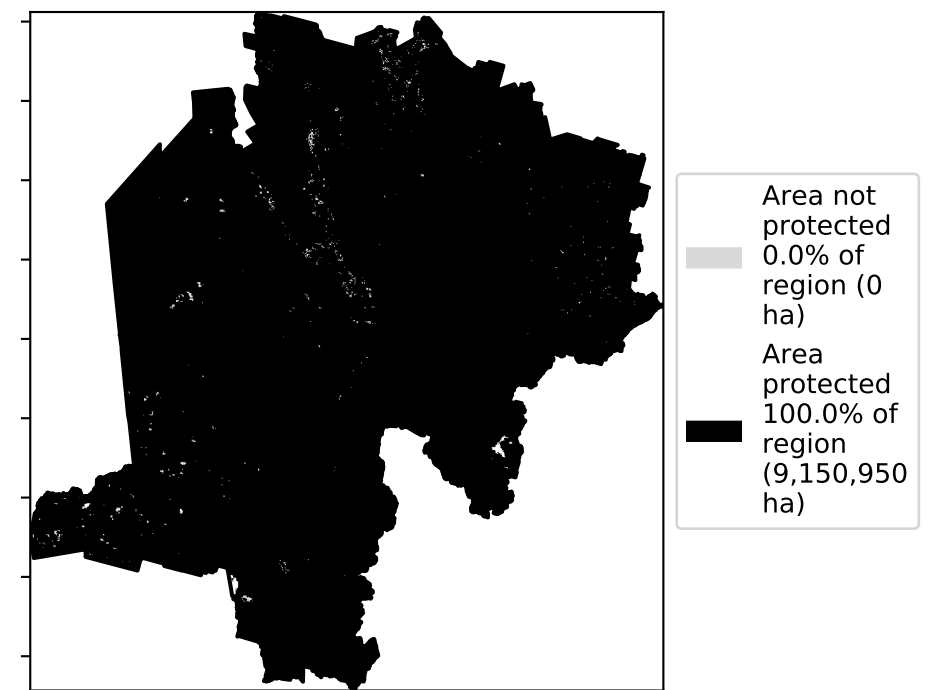 Area not
protected
0.0% of
region (0
ha)
Area
protected
100.0% of
region
(9,150,950
ha)